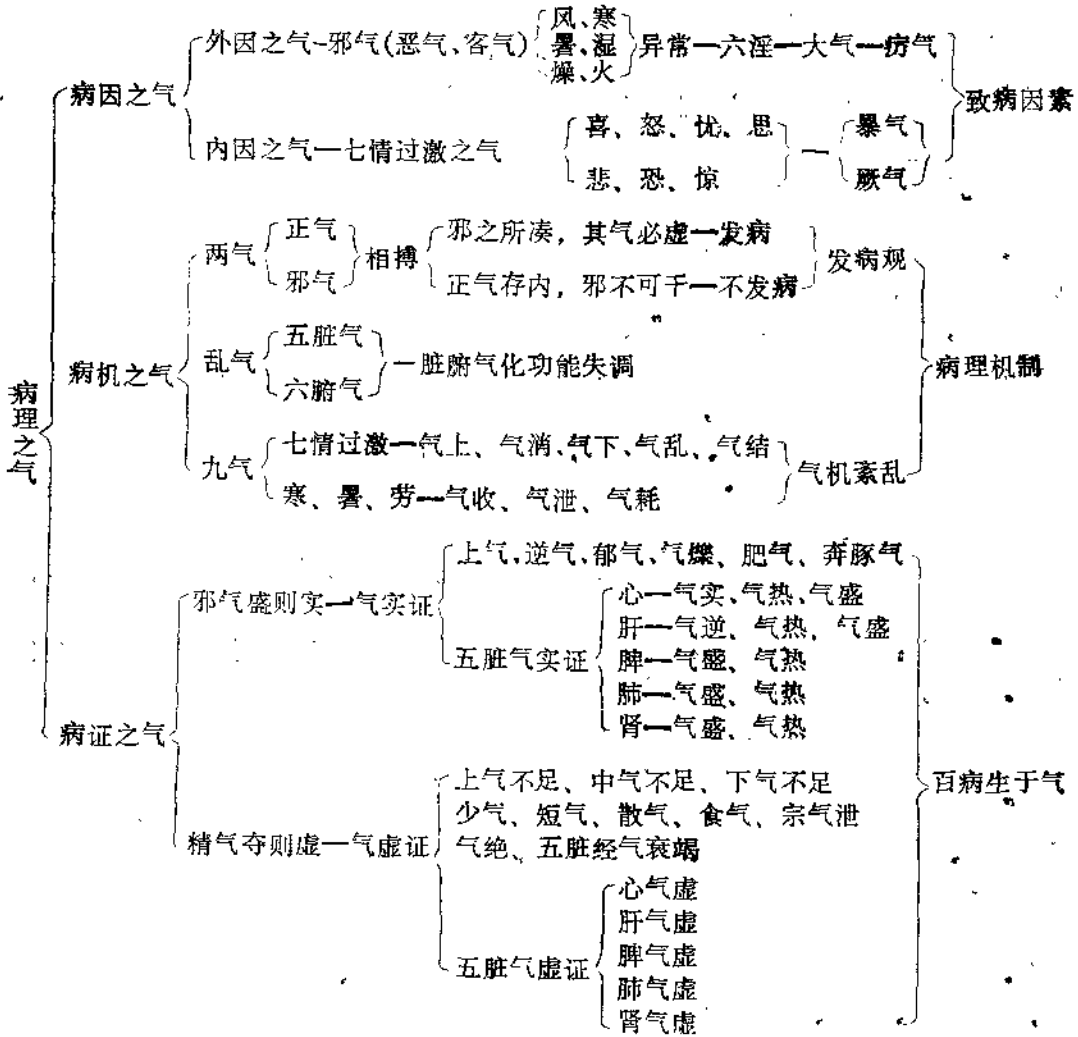 病理之气
病因之气
外因之气-邪气(恶气、客气)
风、寒
暑、湿
燥、火
异常—六淫—大气—疠气
内因之气—七情过激之气
喜、怒、忧、思
悲、恐、惊
—
暴气
厥气
致病因素
病机之气
两气
正气
邪气
相搏
邪之所凑，其气必虚—发病
正气存内，邪不可干—不发病
发病观
乱气
五脏气
六腑气
—脏腑气化功能失调
九气
七情过激—气上、气消、气下、气乱、气结
寒、暑、劳—气收、气泄、气耗
气机紊乱
病理机制
病证之气
邪气盛则实—气实证
上气、逆气、郁气、气爍、肥气、奔豚气
五脏气实证
心—气实、气热、气盛
肝—气逆、气热、气盛
脾—气盛、气热
肺—气盛、气热
肾—气盛、气热
精气夺则虚—气虚证
上气不足、中气不足、下气不足
少气、短气、散气、食气、宗气泄
气绝、五脏经气衰竭
五脏气虚证
心气虚
肝气虚
脾气虚
肺气虚
肾气虚
百病生于气